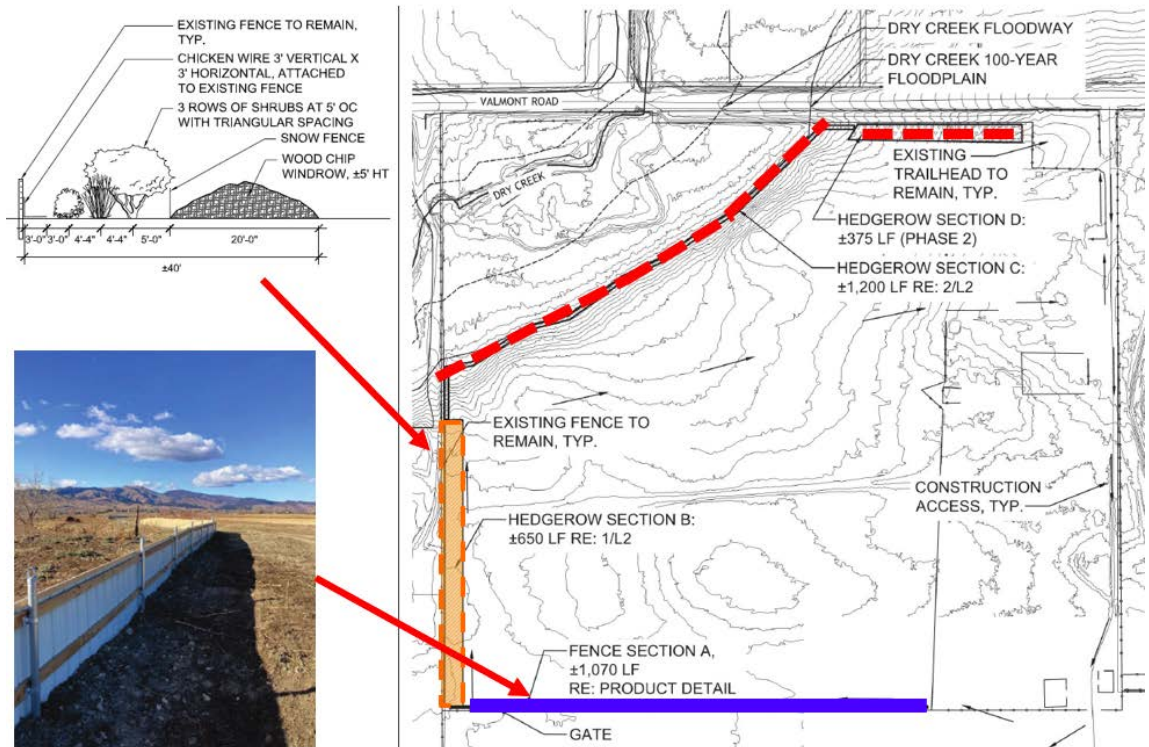 EXISTING FENCE TO REMAIN,
TYP.
CHICKEN WIRE 3' VERTICAL X
3' HORIZONTAL, ATTACHED
TO EXISTING FENCE
3 ROWS OF SHRUBS AT 5' OC
WITH TRIANGULAR SPACING
SNOW FENCE
WOOD CHIP
WINDROW, ±5' HT
3'-0" 3'-0" 4'-4" 4'-4" 5'-0" 20'-0"
±40'
DRY CREEK FLOODWAY
DRY CREEK 100-YEAR
FLOODPLAIN
VALMONT ROAD
DRY CREEK
EXISTING
TRAILHEAD TO
REMAIN, TYP.
HEDGEROW SECTION D:
±375 LF (PHASE 2)
HEDGEROW SECTION C:
±1,200 LF RE: 2/L2
EXISTING FENCE TO
REMAIN, TYP.
CONSTRUCTION
ACCESS, TYP.
HEDGEROW SECTION B:
±650 LF RE: 1/L2
FENCE SECTION A,
±1,070 LF
RE: PRODUCT DETAIL
GATE